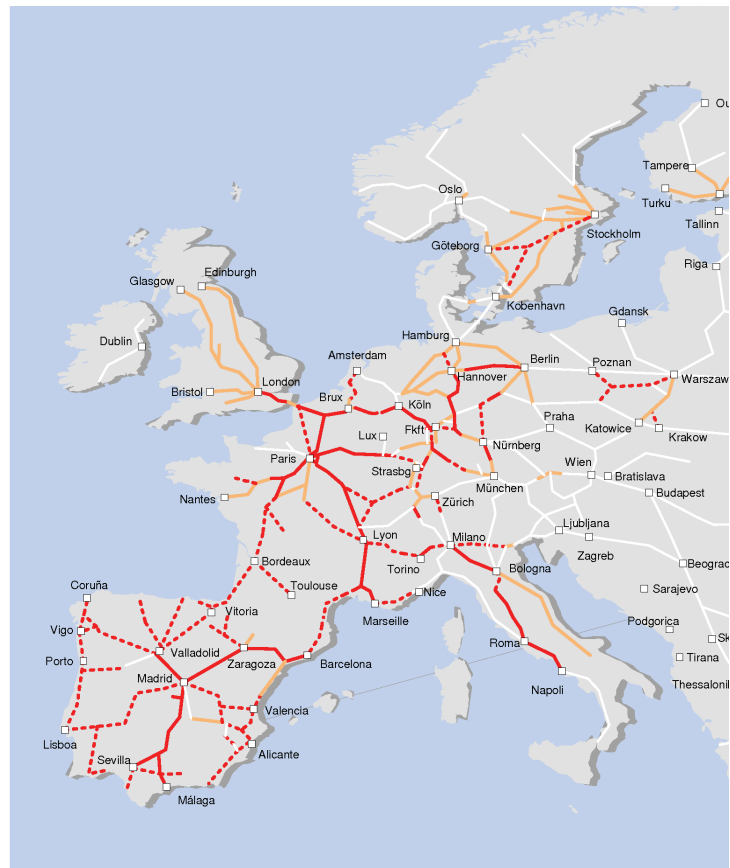 Ou
Tampere
Oslo
Turku
Tallinn
Stockholm
Göteborg
Riga
Edinburgh
Glasgow
Kobenhavn
Gdansk
Hamburg
Dublin
Amsterdam
Berlin
Poznan
Hannover
Warszaw
London
Bristol
Brux
Köln
Praha
Katowice
Fkft
Krakow
Lux
Nürnberg
Paris
Strasbg
Wien
Bratislava
München
Budapest
Nantes
Zürich
Ljubljana
Lyon
Milano
Zagreb
Bordeaux
Torino
Bologna
Beograd
Coruña
Toulouse
Nice
Sarajevo
Vitoria
Marseille
Podgorica
Vigo
Sk
Roma
Valladolid
Tirana
Porto
Zaragoza
Barcelona
Madrid
Thessaloni
Napoli
Valencia
Lisboa
Alicante
Sevilla
Málaga